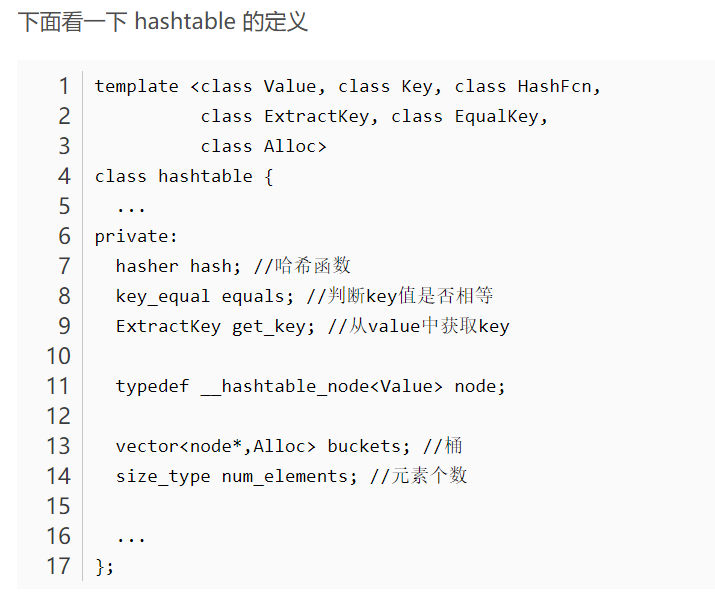 下面看一下 hashtable 的定义
1 template <class Value, class Key, class HashFcn,
2           class ExtractKey, class EqualKey,
3           class Alloc>
4 class hashtable {
5   ...
6 private:
7   hasher hash; //哈希函数
8   key_equal equals; //判断key值是否相等
9   ExtractKey get_key; //从value中获取key
10
11   typedef __hashtable_node<Value> node;
12
13   vector<node*,Alloc> buckets; //桶
14   size_type num_elements; //元素个数
15
16   ...
17 };